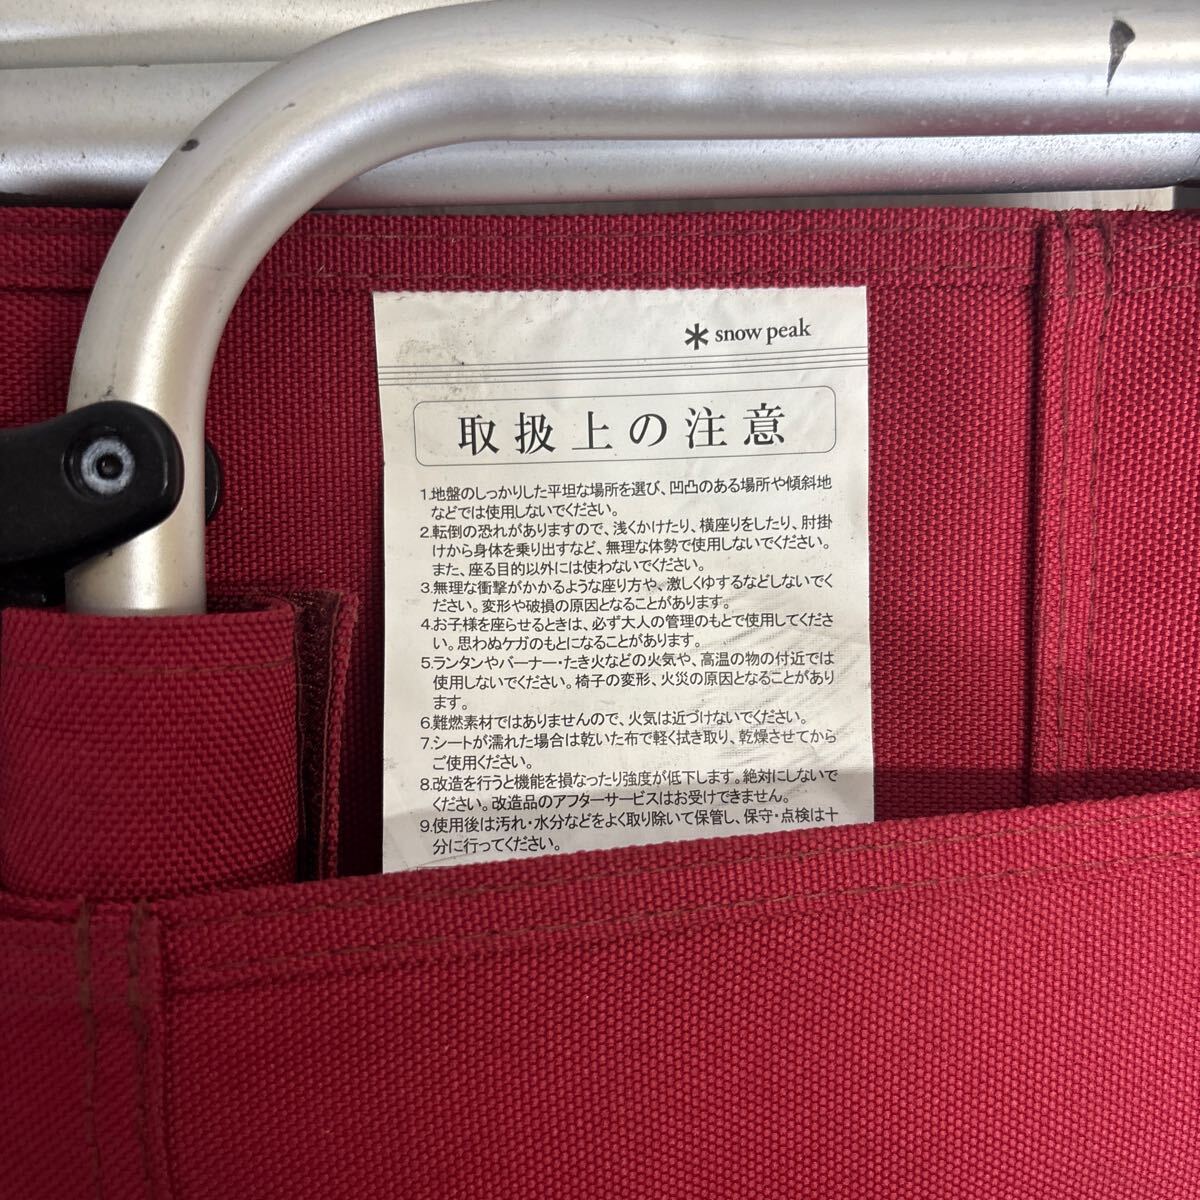 snow peak
取扱上の注意
1.地盤のしっかりした平坦な場所を選び、凹凸のある場所や傾斜地
などでは使用しないでください。
2.転倒の恐れがありますので、浅くかけたり、横座りをしたり、肘掛
けから身体を乗り出すなど、無理な体勢で使用しないでください。
また、座る目的以外には使わないでください。
3.無理な衝撃がかかるような座り方や、激しくゆするなどしないでく
ださい。変形や破損の原因となることがあります。
4.お子様を座らせるときは、必ず大人の管理のもとで使用してくださ
い。思わぬケガのもとになることがあります。
5.ランタンやバーナー・たき火などの火気や、高温の物の付近では
使用しないでください。椅子の変形、火災の原因となることがあり
ます。
6.難燃素材ではありませんので、火気は近づけないでください。
7.シートが濡れた場合は乾いた布で軽く拭き取り、乾燥させてから
ご使用ください。
8.改造を行うと機能を損なったり強度が低下します。絶対にしないで
ください。改造品のアフターサービスはお受けできません。
9.使用後は汚れ・水分などをよく取り除いて保管し、保守・点検は十
分に行ってください。